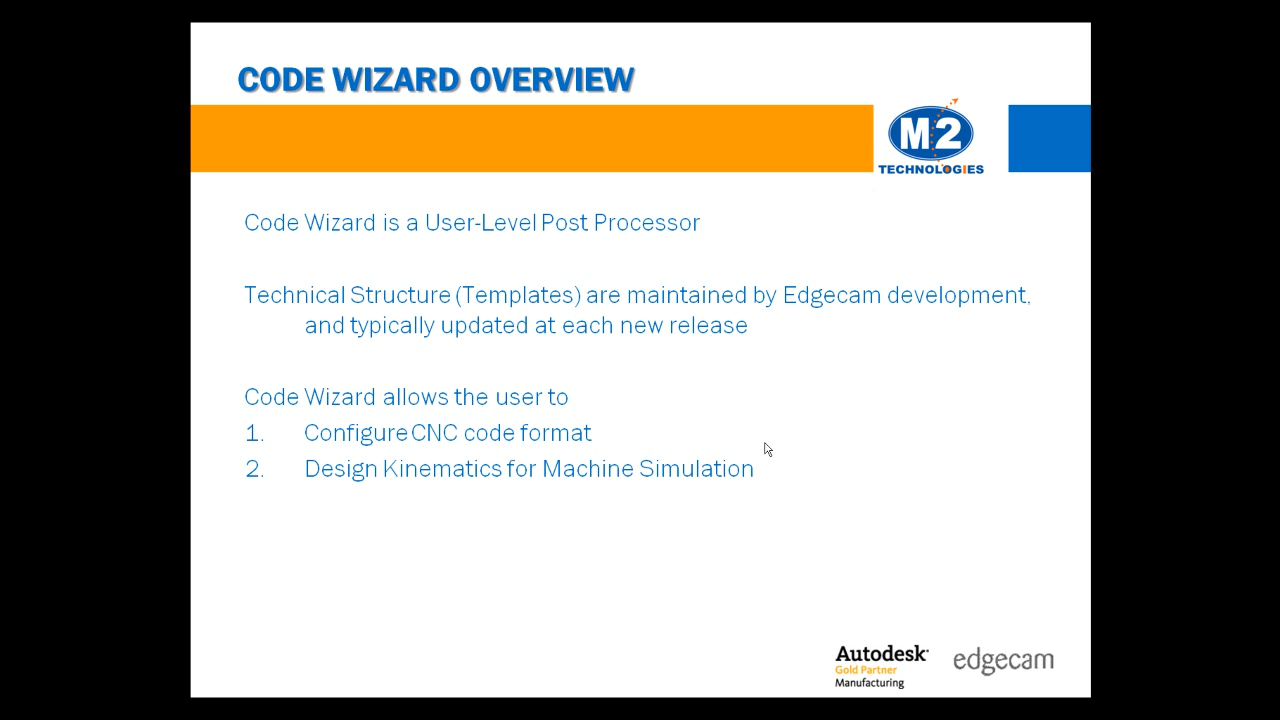 CODE WIZARD OVERVIEW
M2
TECHNOLOGIES
Code Wizard is a User-Level Post Processor
Technical Structure (Templates) are maintained by Edgecam development,
and typically updated at each new release
Code Wizard allows the user to
1. Configure CNC code format
2. Design Kinematics for Machine Simulation
Autodesk
Gold Partner
Manufacturing
edgecam